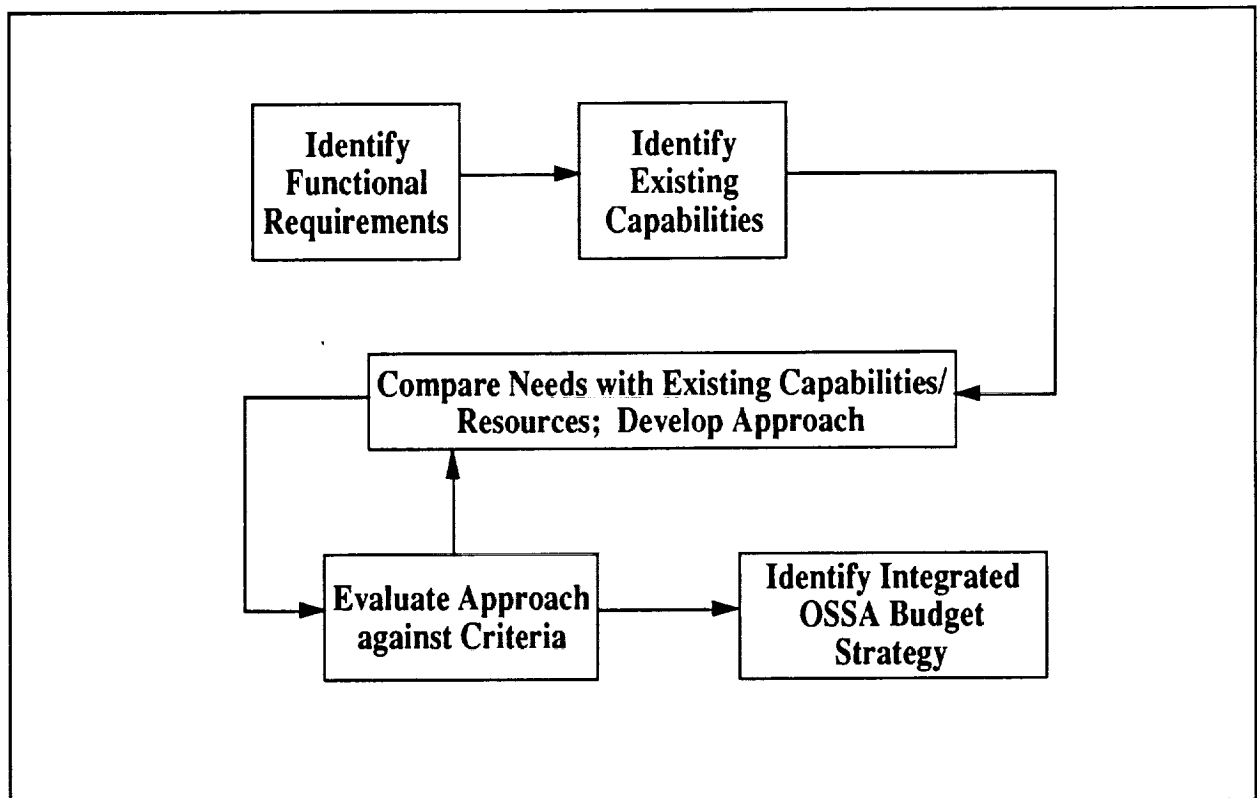 Identify
Functional
Requirements
Identify
Existing
Capabilities
Compare Needs with Existing Capabilities/
Resources; Develop Approach
Evaluate Approach
against Criteria
Identify Integrated
OSSA Budget
Strategy